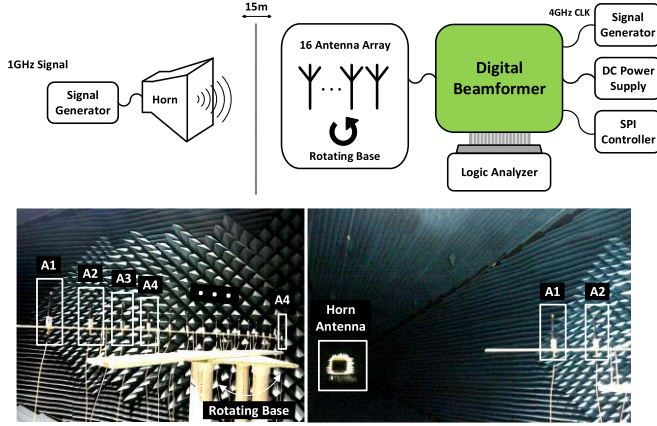 15m
4GHz CLK
Signal
Generator
1GHz Signal
16 Antenna Array
Digital
Beamformer
DC Power
Supply
Signal
Generator
Horn
...
Rotating Base
SPI
Controller
Logic Analyzer
A1
A2
A3
A4
A4
Rotating Base
Horn
Antenna
A1
A2